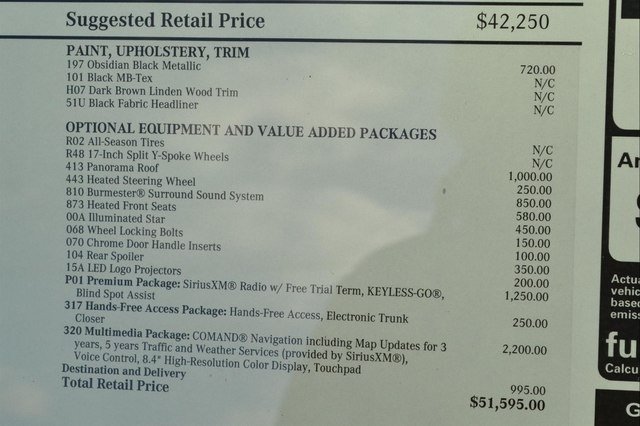 Suggested Retail Price $42,250
PAINT, UPHOLSTERY, TRIM
197 Obsidian Black Metallic 720.00
101 Black MB-Tex N/C
H07 Dark Brown Linden Wood Trim N/C
51U Black Fabric Headliner N/C
OPTIONAL EQUIPMENT AND VALUE ADDED PACKAGES
R02 All-Season Tires N/C
R48 17-Inch Split Y-Spoke Wheels N/C
413 Panorama Roof 1,000.00
443 Heated Steering Wheel 250.00
810 Burmester® Surround Sound System 850.00
873 Heated Front Seats 580.00
00A Illuminated Star 450.00
068 Wheel Locking Bolts 150.00
070 Chrome Door Handle Inserts 100.00
104 Rear Spoiler 350.00
15A LED Logo Projectors 200.00
P01 Premium Package: SiriusXM® Radio w/ Free Trial Term, KEYLESS-GO®, 1,250.00
Blind Spot Assist
317 Hands-Free Access Package: Hands-Free Access, Electronic Trunk 250.00
Closer
320 Multimedia Package: COMAND® Navigation including Map Updates for 3 2,200.00
years, 5 years Traffic and Weather Services (provided by SiriusXM®),
Voice Control, 8.4" High-Resolution Color Display, Touchpad
Destination and Delivery 995.00
Total Retail Price $51,595.00
Actua
vehic
based
emiss
fu
Calcu
G